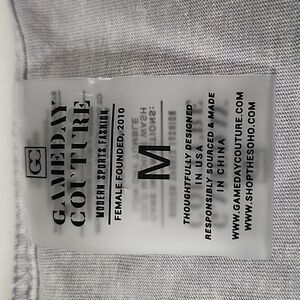 GC
GAMEDAY
COUTURE
MODERN SPORTS FASHION
FEMALE FOUNDED, 2010
M
THOUGHTFULLY DESIGNED
IN USA
RESPONSIBLY SOURCED & MADE
IN CHINA
WWW.GAMEDAYCOUTURE.COM
WWW.SHOPTHESOHO.COM